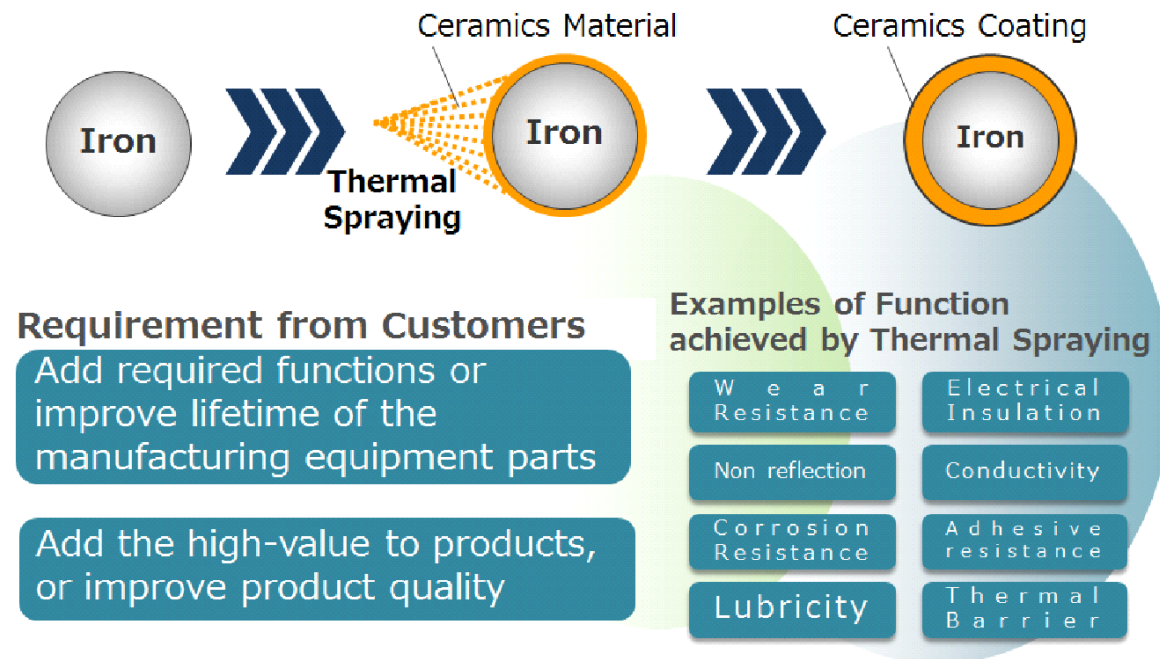 Ceramics Material
Ceramics Coating
Iron
Iron
Iron
Thermal
Spraying
Requirement from Customers
Add required functions or
improve lifetime of the
manufacturing equipment parts
Add the high-value to products,
or improve product quality
Examples of Function
achieved by Thermal Spraying
Wear
Resistance
Electrical
Insulation
Non reflection
Conductivity
Corrosion
Resistance
Adhesive
resistance
Lubricity
Thermal
Barrier